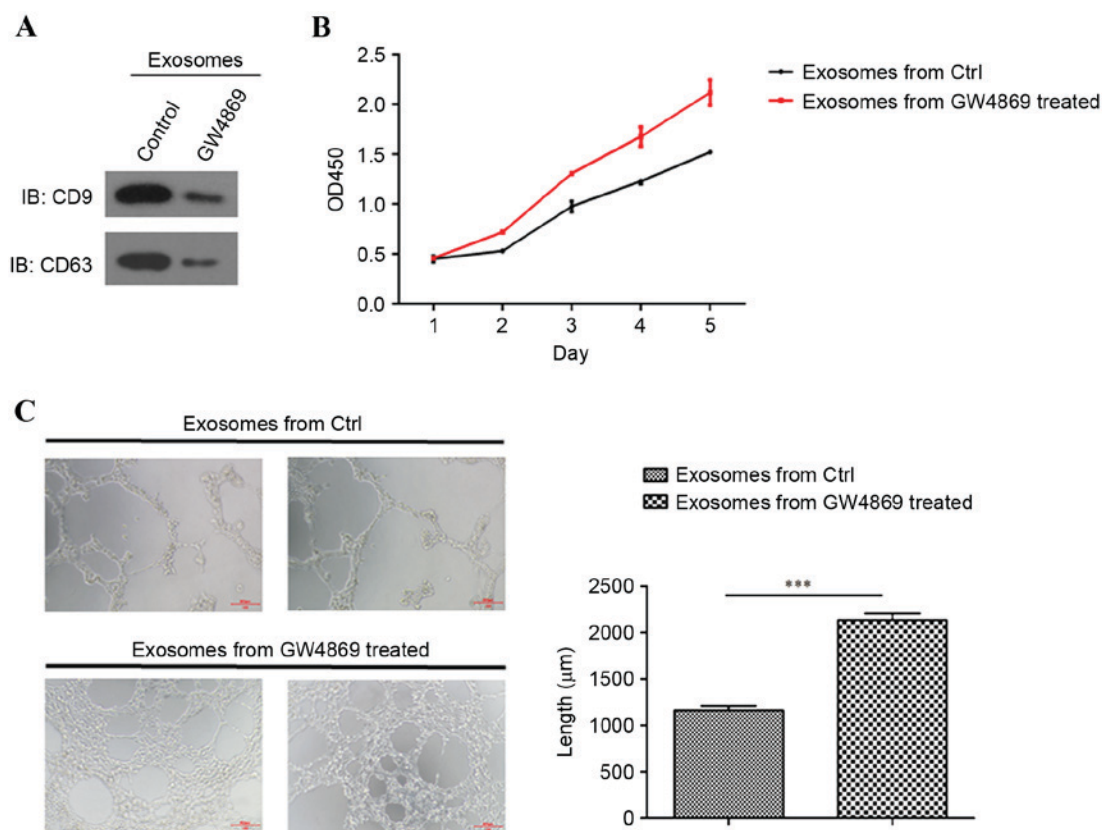 A
Exosomes
Control
GW4869
IB: CD9
IB: CD63
B
2.5
2.0
1.5
1.0
0.5
0.0
OD450
1 2 3 4 5
Day
Exosomes from Ctrl
Exosomes from GW4869 treated
C
Exosomes from Ctrl
Exosomes from GW4869 treated
Exosomes from Ctrl
Exosomes from GW4869 treated
***
2500
2000
1500
1000
500
0
Length (μm)